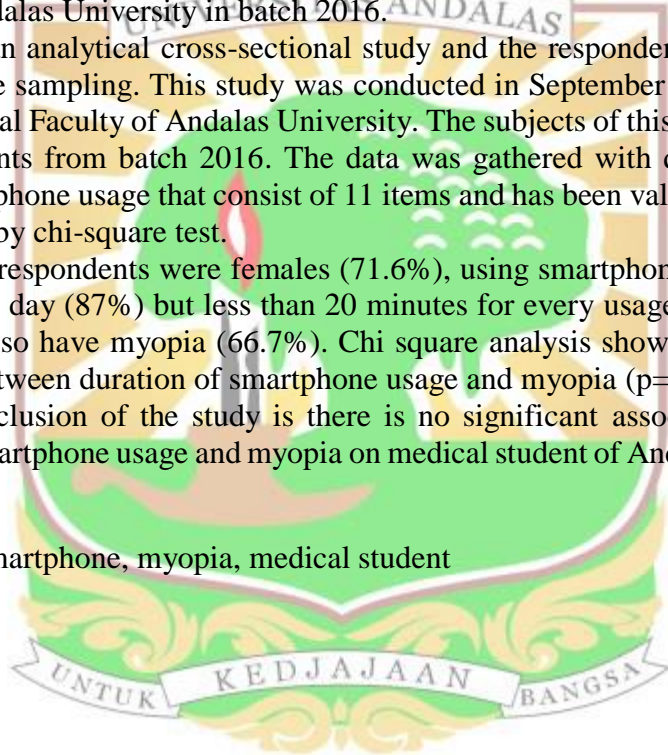 dalas University in batch 2016.
UNIVERSITAS ANDALAS
n analytical cross-sectional study and the responden
e sampling. This study was conducted in September
al Faculty of Andalas University. The subjects of this
nts from batch 2016. The data was gathered with
phone usage that consist of 11 items and has been val
by chi-square test.
respondents were females (71.6%), using smartphon
day (87%) but less than 20 minutes for every usage
so have myopia (66.7%). Chi square analysis show
tween duration of smartphone usage and myopia (p=
clusion of the study is there is no significant asso
artphone usage and myopia on medical student of An
martphone, myopia, medical student
UNTUK KEDJAJAAN BANGSA